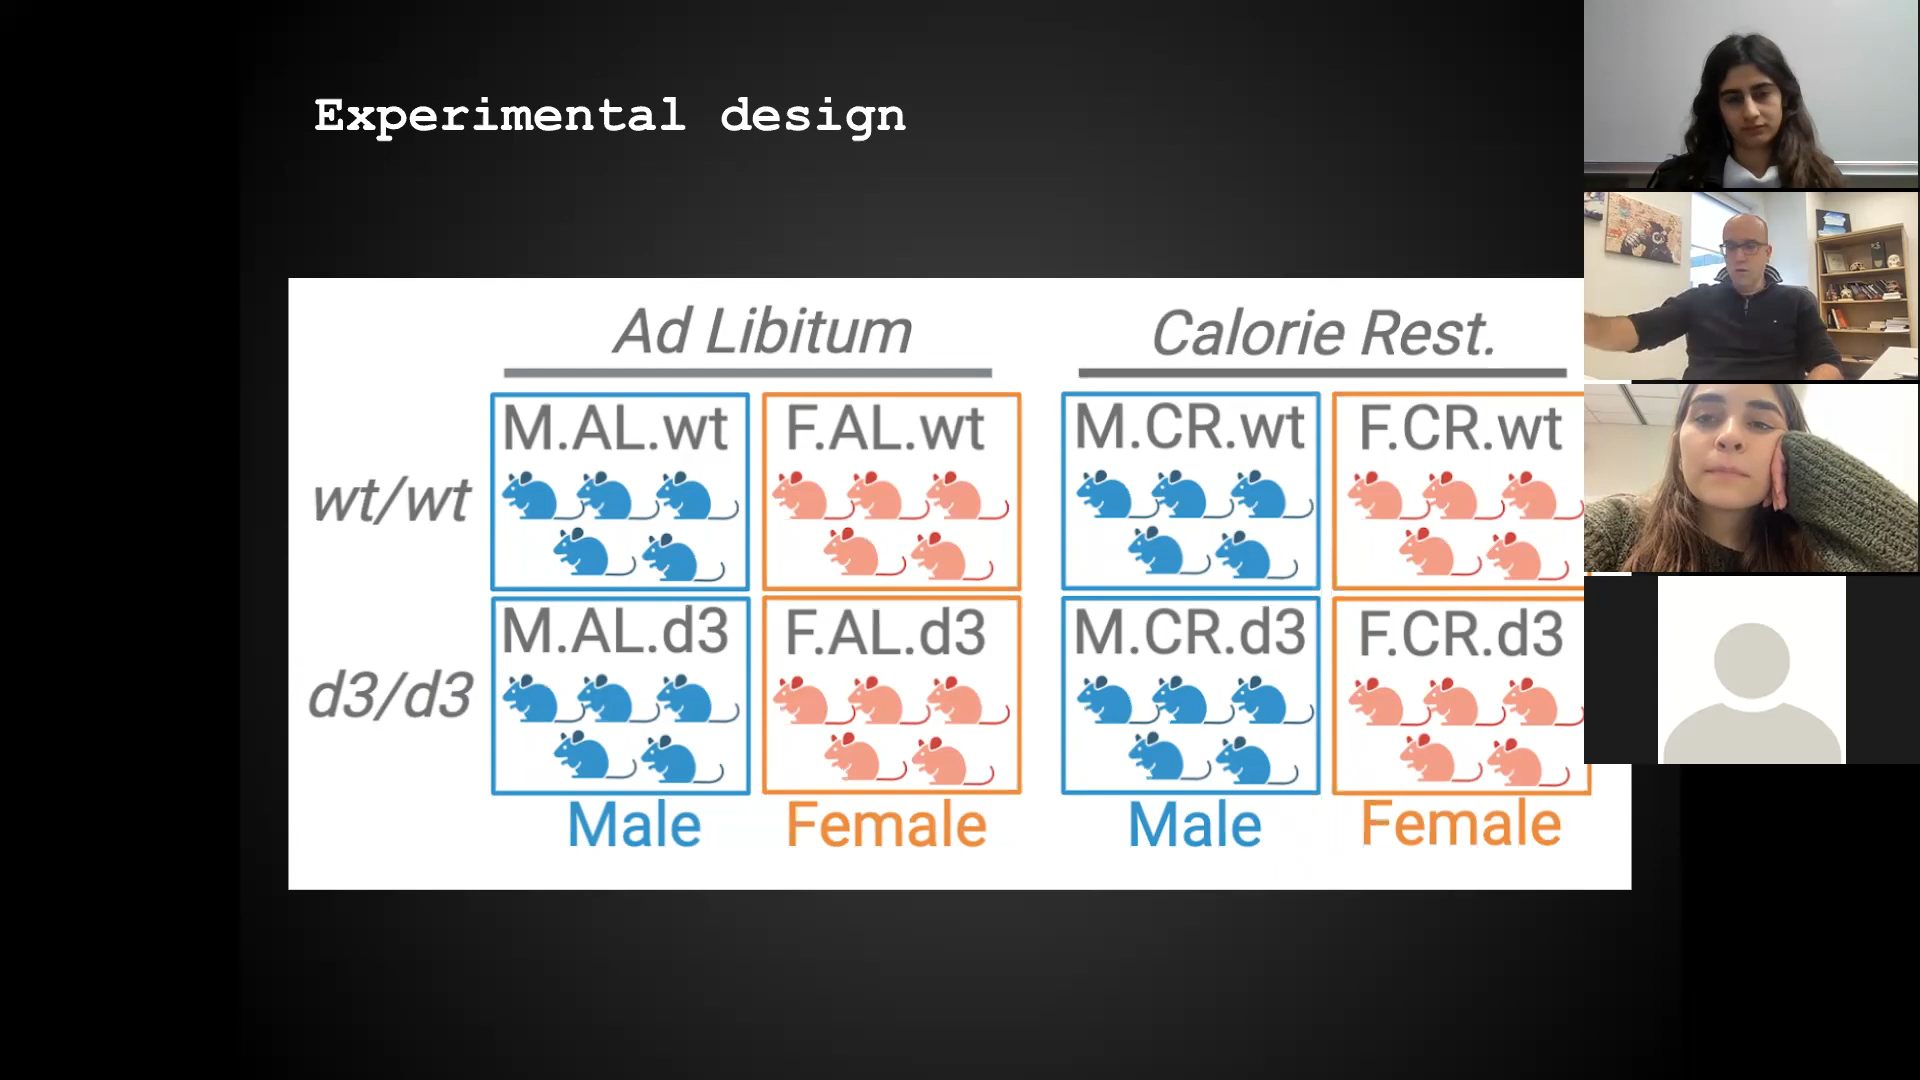 Experimental design
Ad Libitum
Calorie Rest.
M.AL.wt
F.AL.wt
M.CR.wt
F.CR.wt
wt/wt
M.AL.d3
F.AL.d3
M.CR.d3
F.CR.d3
d3/d3
Male
Female
Male
Female